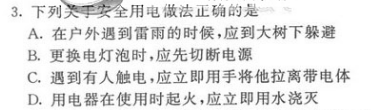 3. 下列关于安全用电做法正确的是
A. 在户外遇到雷雨的时候,应到大树下躲避
B. 更换电灯泡时,应先切断电源
C. 遇到有人触电,应立即用手将他拉离带电体
D. 用电器在使用时起火,应立即用水浇灭